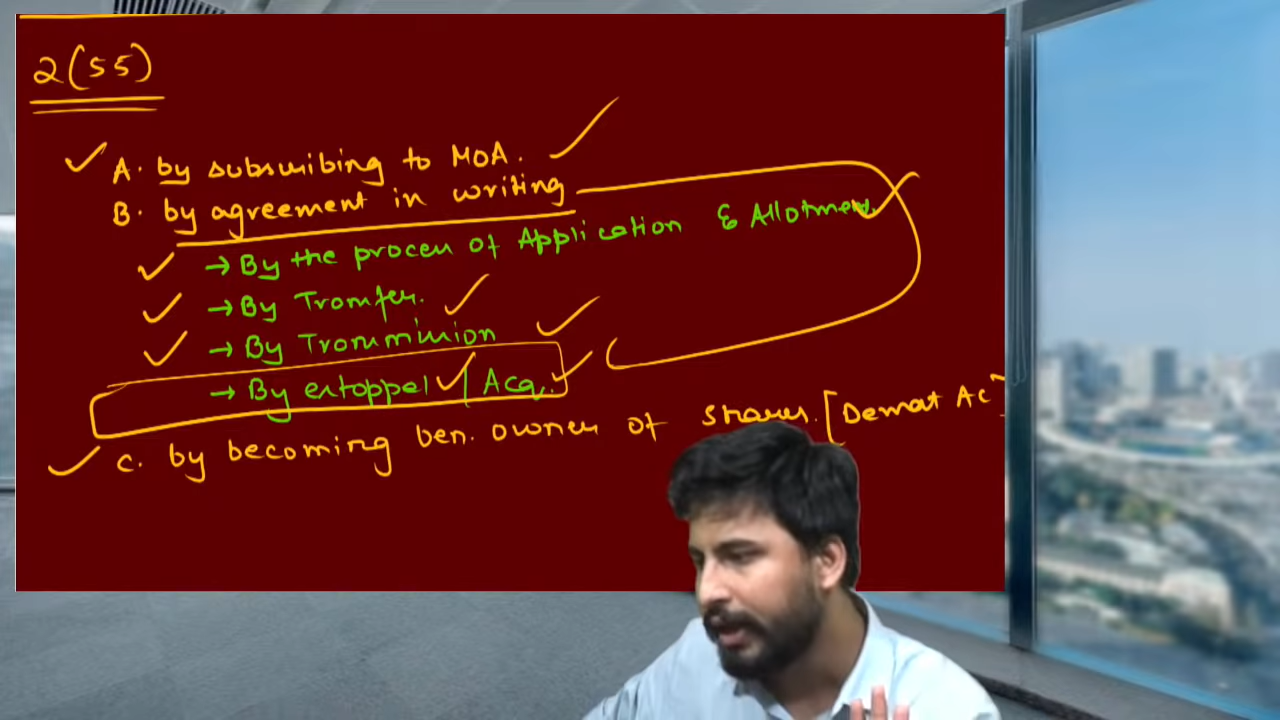 2(55)
A. by subscribing to MOA.
B. by agreement in writing
→ By the process of Application & Allotment.
→ By Transfer.
→ By Transmission
→ By estoppel / Acq.
C. by becoming ben. owner of shares. [Demat Ac